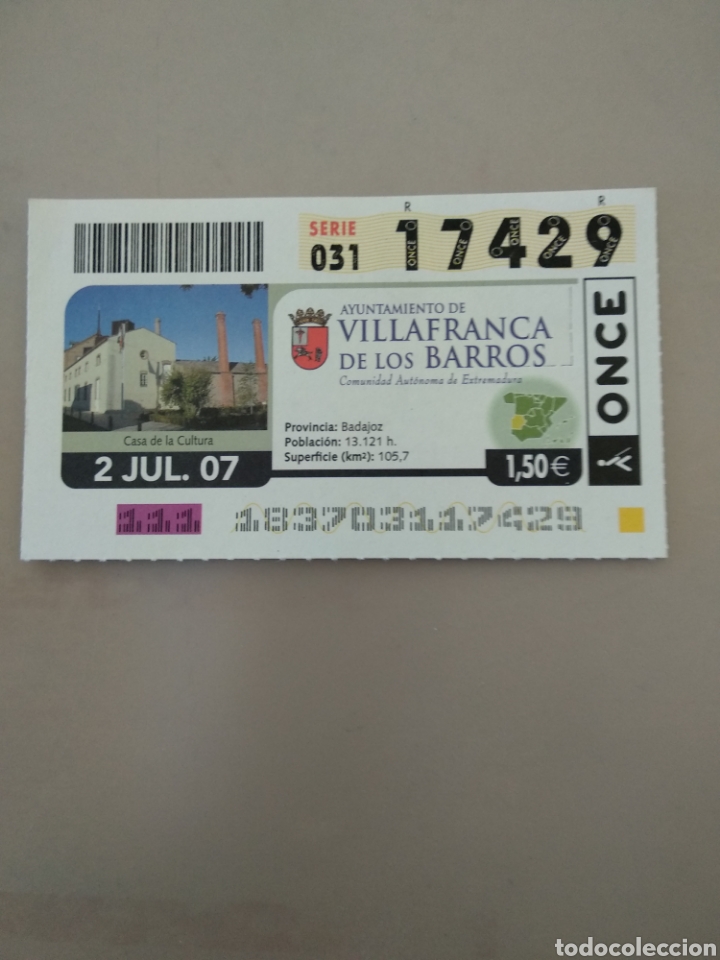 R R
SERIE
031 17429
AYUNTAMIENTO DE
VILLAFRANCA
DE LOS BARROS
Comunidad Autónoma de Extremadura
Provincia: Badajoz
Población: 13.121 h.
Superficie (km²): 105,7
Casa de la Cultura
2 JUL. 07
1,50€
ONCE
111 183703117429
todocoleccion